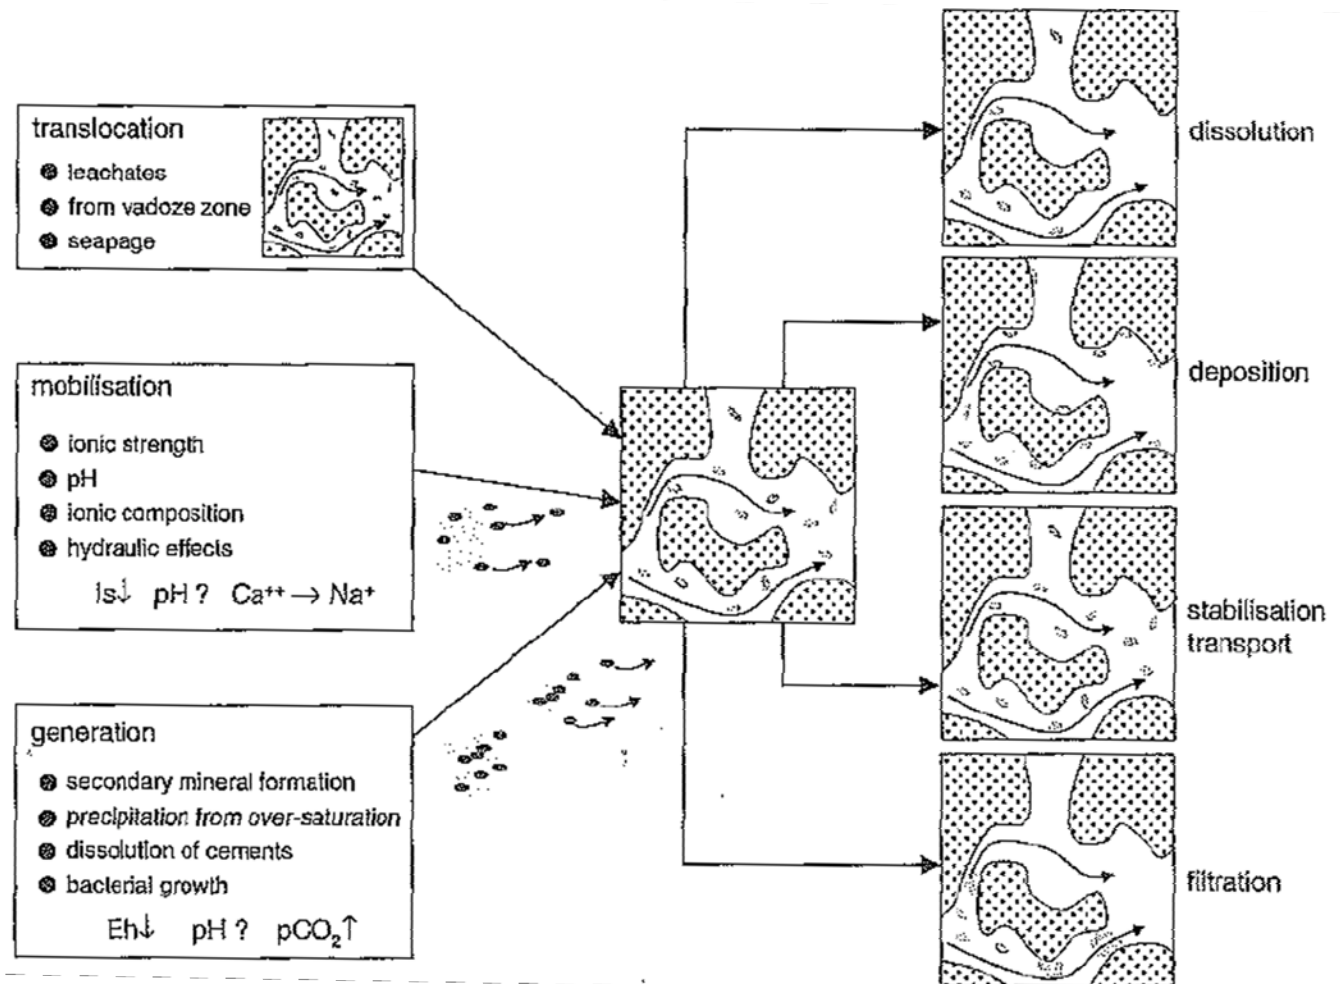 translocation
leachates
from vadoze zone
seapage
mobilisation
ionic strength
pH
ionic composition
hydraulic effects
Is↓ pH ? Ca⁺⁺ → Na⁺
generation
secondary mineral formation
precipitation from over-saturation
dissolution of cements
bacterial growth
Eh↓ pH ? pCO₂↑
dissolution
deposition
stabilisation
transport
filtration